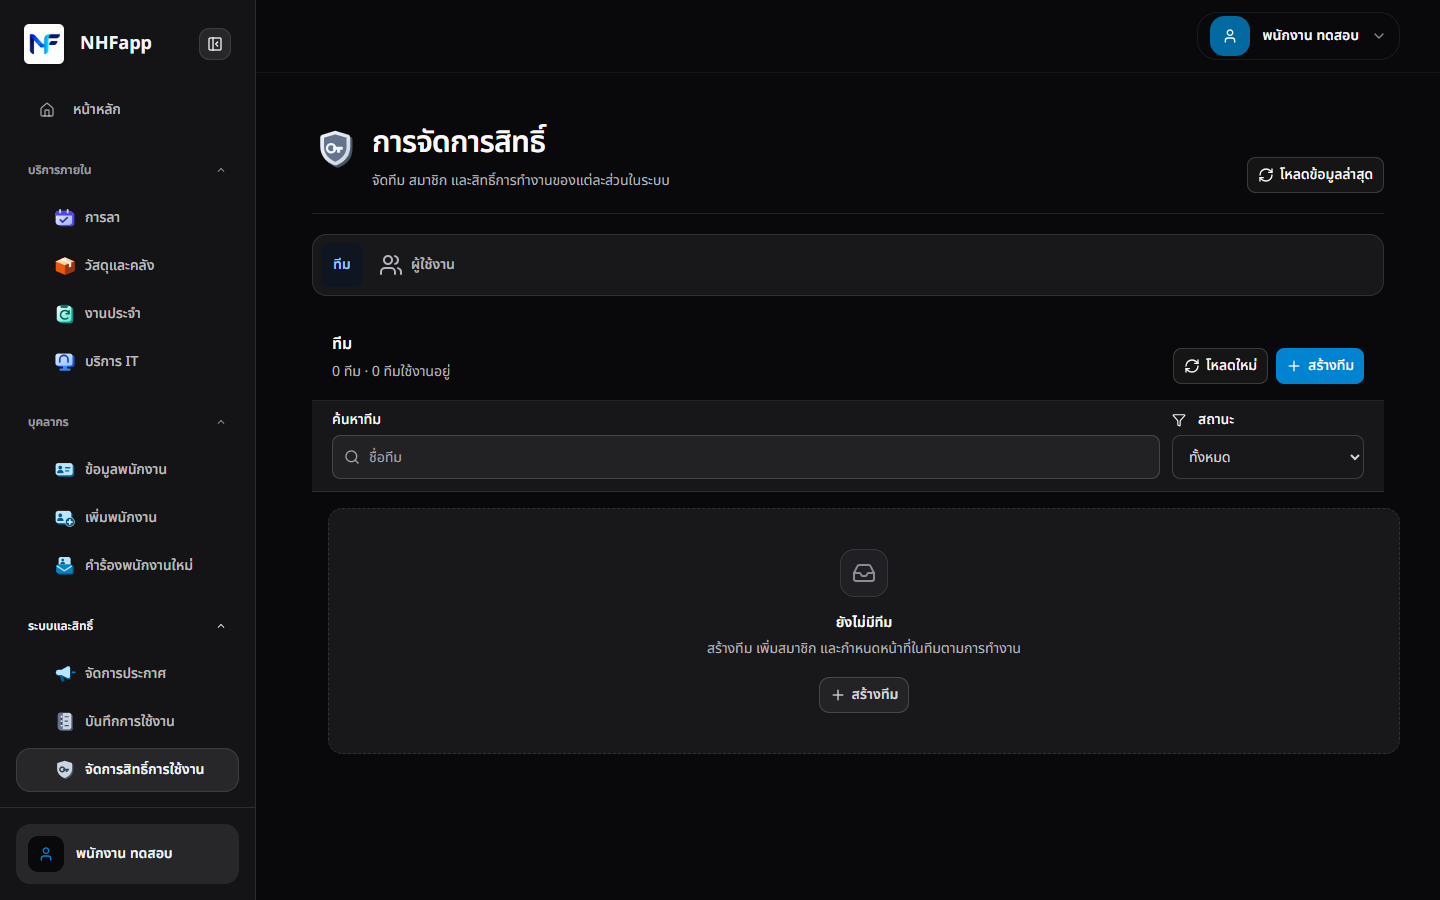 NHFapp
พนักงาน ทดสอบ
หน้าหลัก
บริการภายใน
การลา
วัสดุและคลัง
งานประจำ
บริการ IT
บุคลากร
ข้อมูลพนักงาน
เพิ่มพนักงาน
คำร้องพนักงานใหม่
ระบบและสิทธิ์
จัดการประกาศ
บันทึกการใช้งาน
จัดการสิทธิ์การใช้งาน
พนักงาน ทดสอบ
การจัดการสิทธิ์
จัดทีม สมาชิก และสิทธิ์การทำงานของแต่ละส่วนในระบบ
โหลดข้อมูลล่าสุด
ทีม ผู้ใช้งาน
ทีม
0 ทีม · 0 ทีมใช้งานอยู่
โหลดใหม่ สร้างทีม
ค้นหาทีม สถานะ
ชื่อทีม ทั้งหมด
ยังไม่มีทีม
สร้างทีม เพิ่มสมาชิก และกำหนดหน้าที่ในทีมตามการทำงาน
สร้างทีม